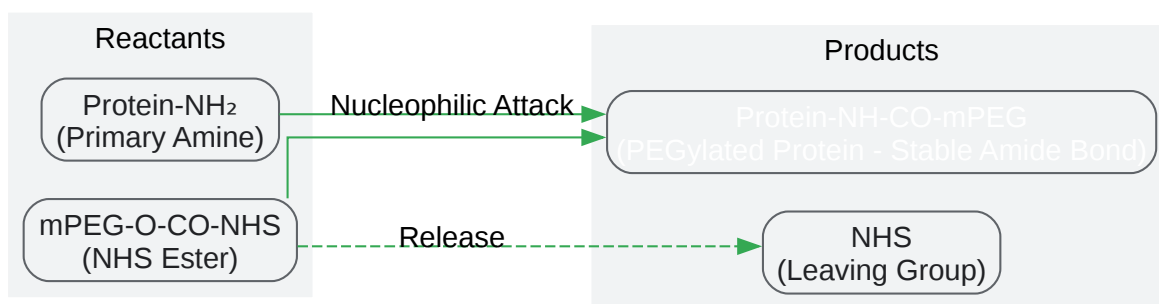 Reactants
Protein-NH₂
(Primary Amine)
mPEG-O-CO-NHS
(NHS Ester)
Nucleophilic Attack
Release
Products
Protein-NH-CO-mPEG
(PEGylated Protein - Stable Amide Bond)
NHS
(Leaving Group)